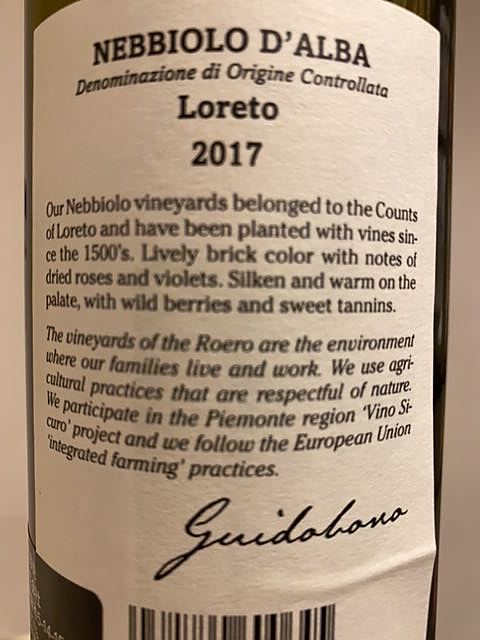 NEBBIOLO D'ALBA
Denominazione di Origine Controllata
Loreto
2017
Our Nebbiolo vineyards belonged to the Counts
of Loreto and have been planted with vines sin-
ce the 1500's. Lively brick color with notes of
dried roses and violets. Silken and warm on the
palate, with wild berries and sweet tannins.
The vineyards of the Roero are the environment
where our families live and work. We use agri-
cultural practices that are respectful of nature.
We participate in the Piemonte region 'Vino Si-
curo' project and we follow the European Union
'integrated farming' practices.
Guidobono